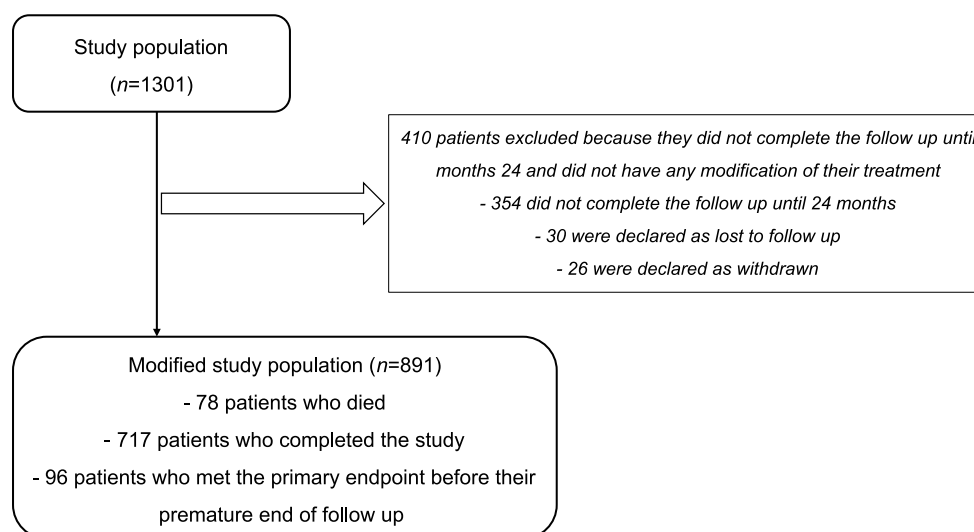 Study population
(n=1301)
410 patients excluded because they did not complete the follow up until
months 24 and did not have any modification of their treatment
- 354 did not complete the follow up until 24 months
- 30 were declared as lost to follow up
- 26 were declared as withdrawn
Modified study population (n=891)
- 78 patients who died
- 717 patients who completed the study
- 96 patients who met the primary endpoint before their
premature end of follow up